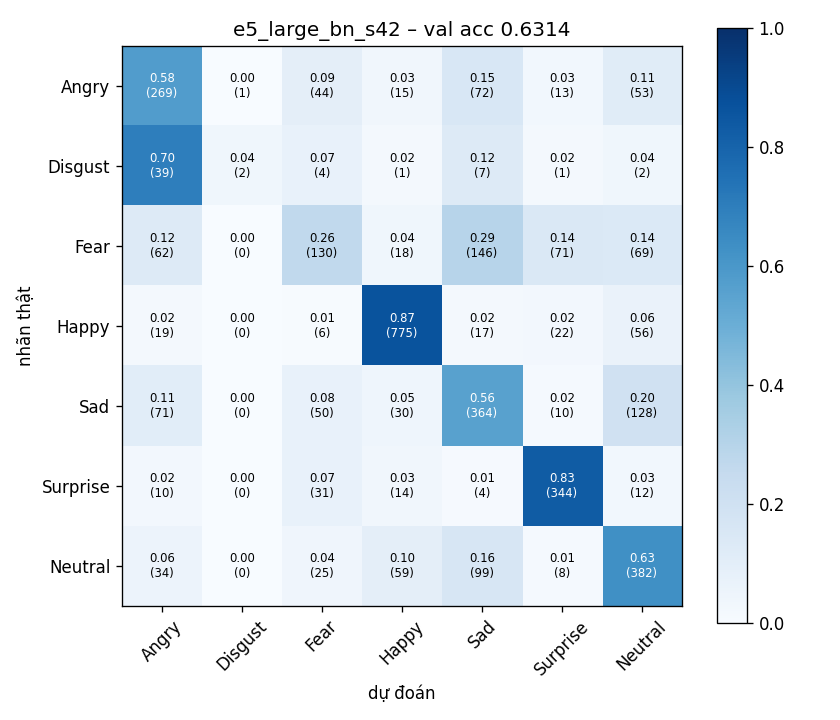 e5_large_bn_s42 – val acc 0.6314
nhãn thật
Angry 0.58 0.00 0.09 0.03 0.15 0.03 0.11
(269) (1) (44) (15) (72) (13) (53)
Disgust 0.70 0.04 0.07 0.02 0.12 0.02 0.04
(39) (2) (4) (1) (7) (1) (2)
Fear 0.12 0.00 0.26 0.04 0.29 0.14 0.14
(62) (0) (130) (18) (146) (71) (69)
Happy 0.02 0.00 0.01 0.87 0.02 0.02 0.06
(19) (0) (6) (775) (17) (22) (56)
Sad 0.11 0.00 0.08 0.05 0.56 0.02 0.20
(71) (0) (50) (30) (364) (10) (128)
Surprise 0.02 0.00 0.07 0.03 0.01 0.83 0.03
(10) (0) (31) (14) (4) (344) (12)
Neutral 0.06 0.00 0.04 0.10 0.16 0.01 0.63
(34) (0) (25) (59) (99) (8) (382)
Angry Disgust Fear Happy Sad Surprise Neutral
dự đoán
1.0
0.8
0.6
0.4
0.2
0.0